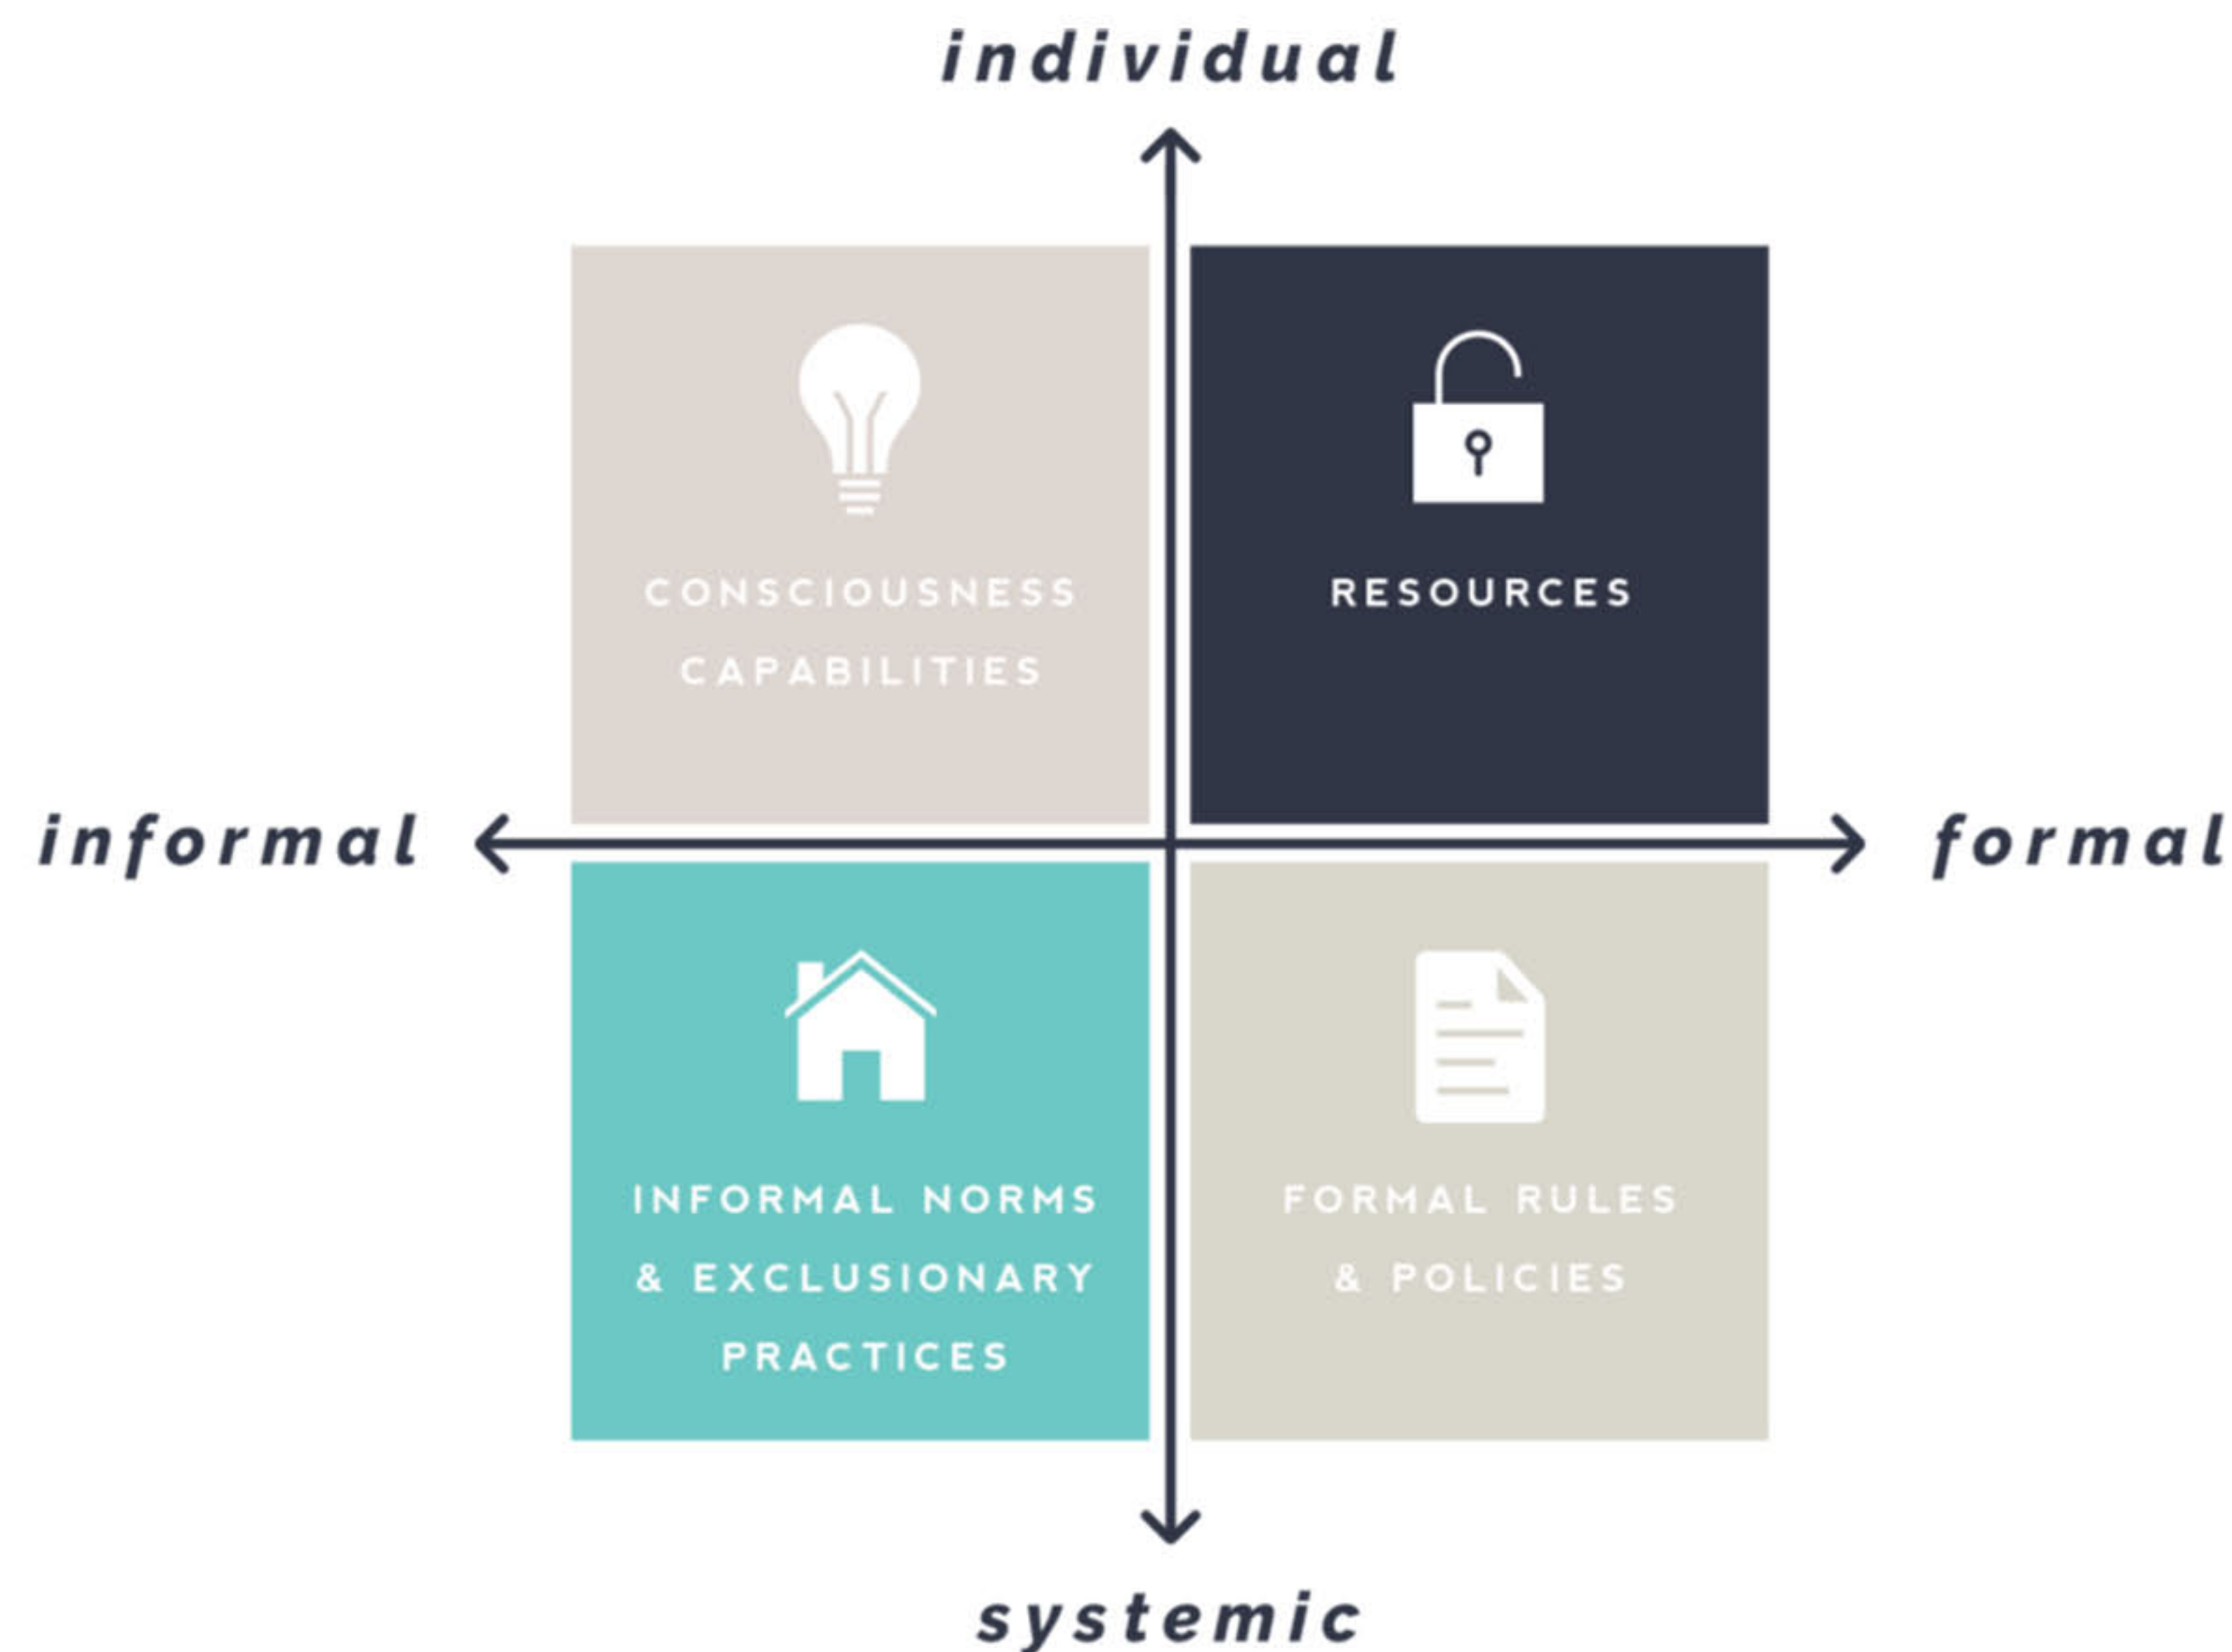 individual
CONSCIOUSNESS
CAPABILITIES
RESOURCES
informal
formal
INFORMAL NORMS
& EXCLUSIONARY
PRACTICES
FORMAL RULES
& POLICIES
systemic